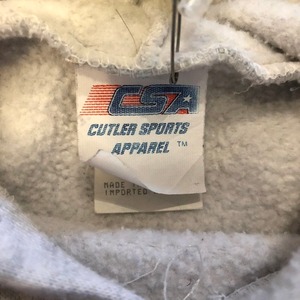 CSA
CUTLER SPORTS
APPAREL ™
MADE
IMPORTED